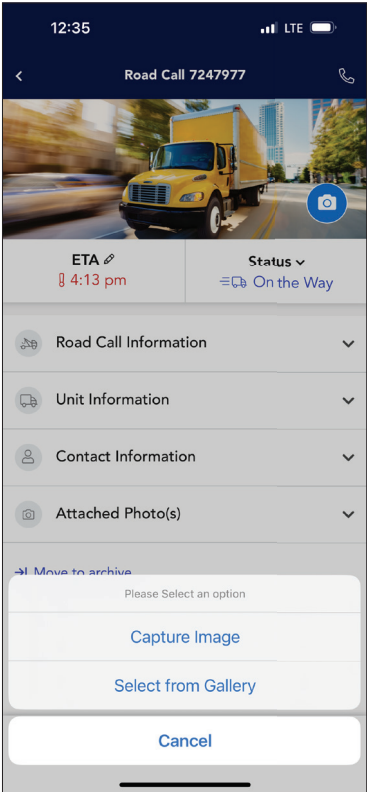 12:35
LTE
Road Call 7247977
ETA
Status
4:13 pm
On the Way
Road Call Information
Unit Information
Contact Information
Attached Photo(s)
Move to archive
Please Select an option
Capture Image
Select from Gallery
Cancel